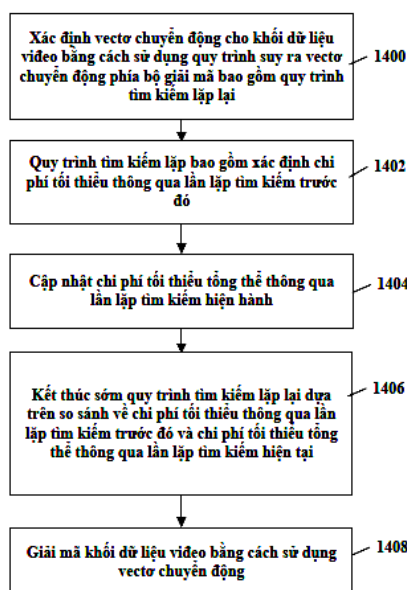 Xác định vectơ chuyển động cho khối dữ liệu
viđeo bằng cách sử dụng quy trình suy ra vectơ
chuyển động phía bộ giải mã bao gồm quy trình
tìm kiếm lặp lại
1400
Quy trình tìm kiếm lặp bao gồm xác định chi
phí tối thiểu thông qua lần lặp tìm kiếm trước
đó
1402
Cập nhật chi phí tối thiểu tổng thể thông qua
lần lặp tìm kiếm hiện hành
1404
Kết thúc sớm quy trình tìm kiếm lặp lại dựa
trên so sánh về chi phí tối thiểu thông qua lần
lặp tìm kiếm trước đó và chi phí tối thiểu tổng
thể thông qua lần lặp tìm kiếm hiện tại
1406
Giải mã khối dữ liệu viđeo bằng cách sử dụng
vectơ chuyển động
1408